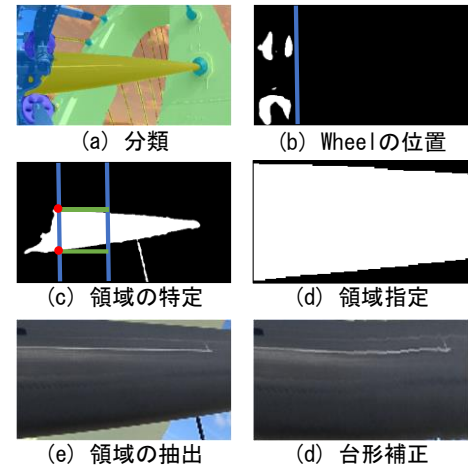 (a) 分類
(b) Wheelの位置
(c) 領域の特定
(d) 領域指定
(e) 領域の抽出
(d) 台形補正